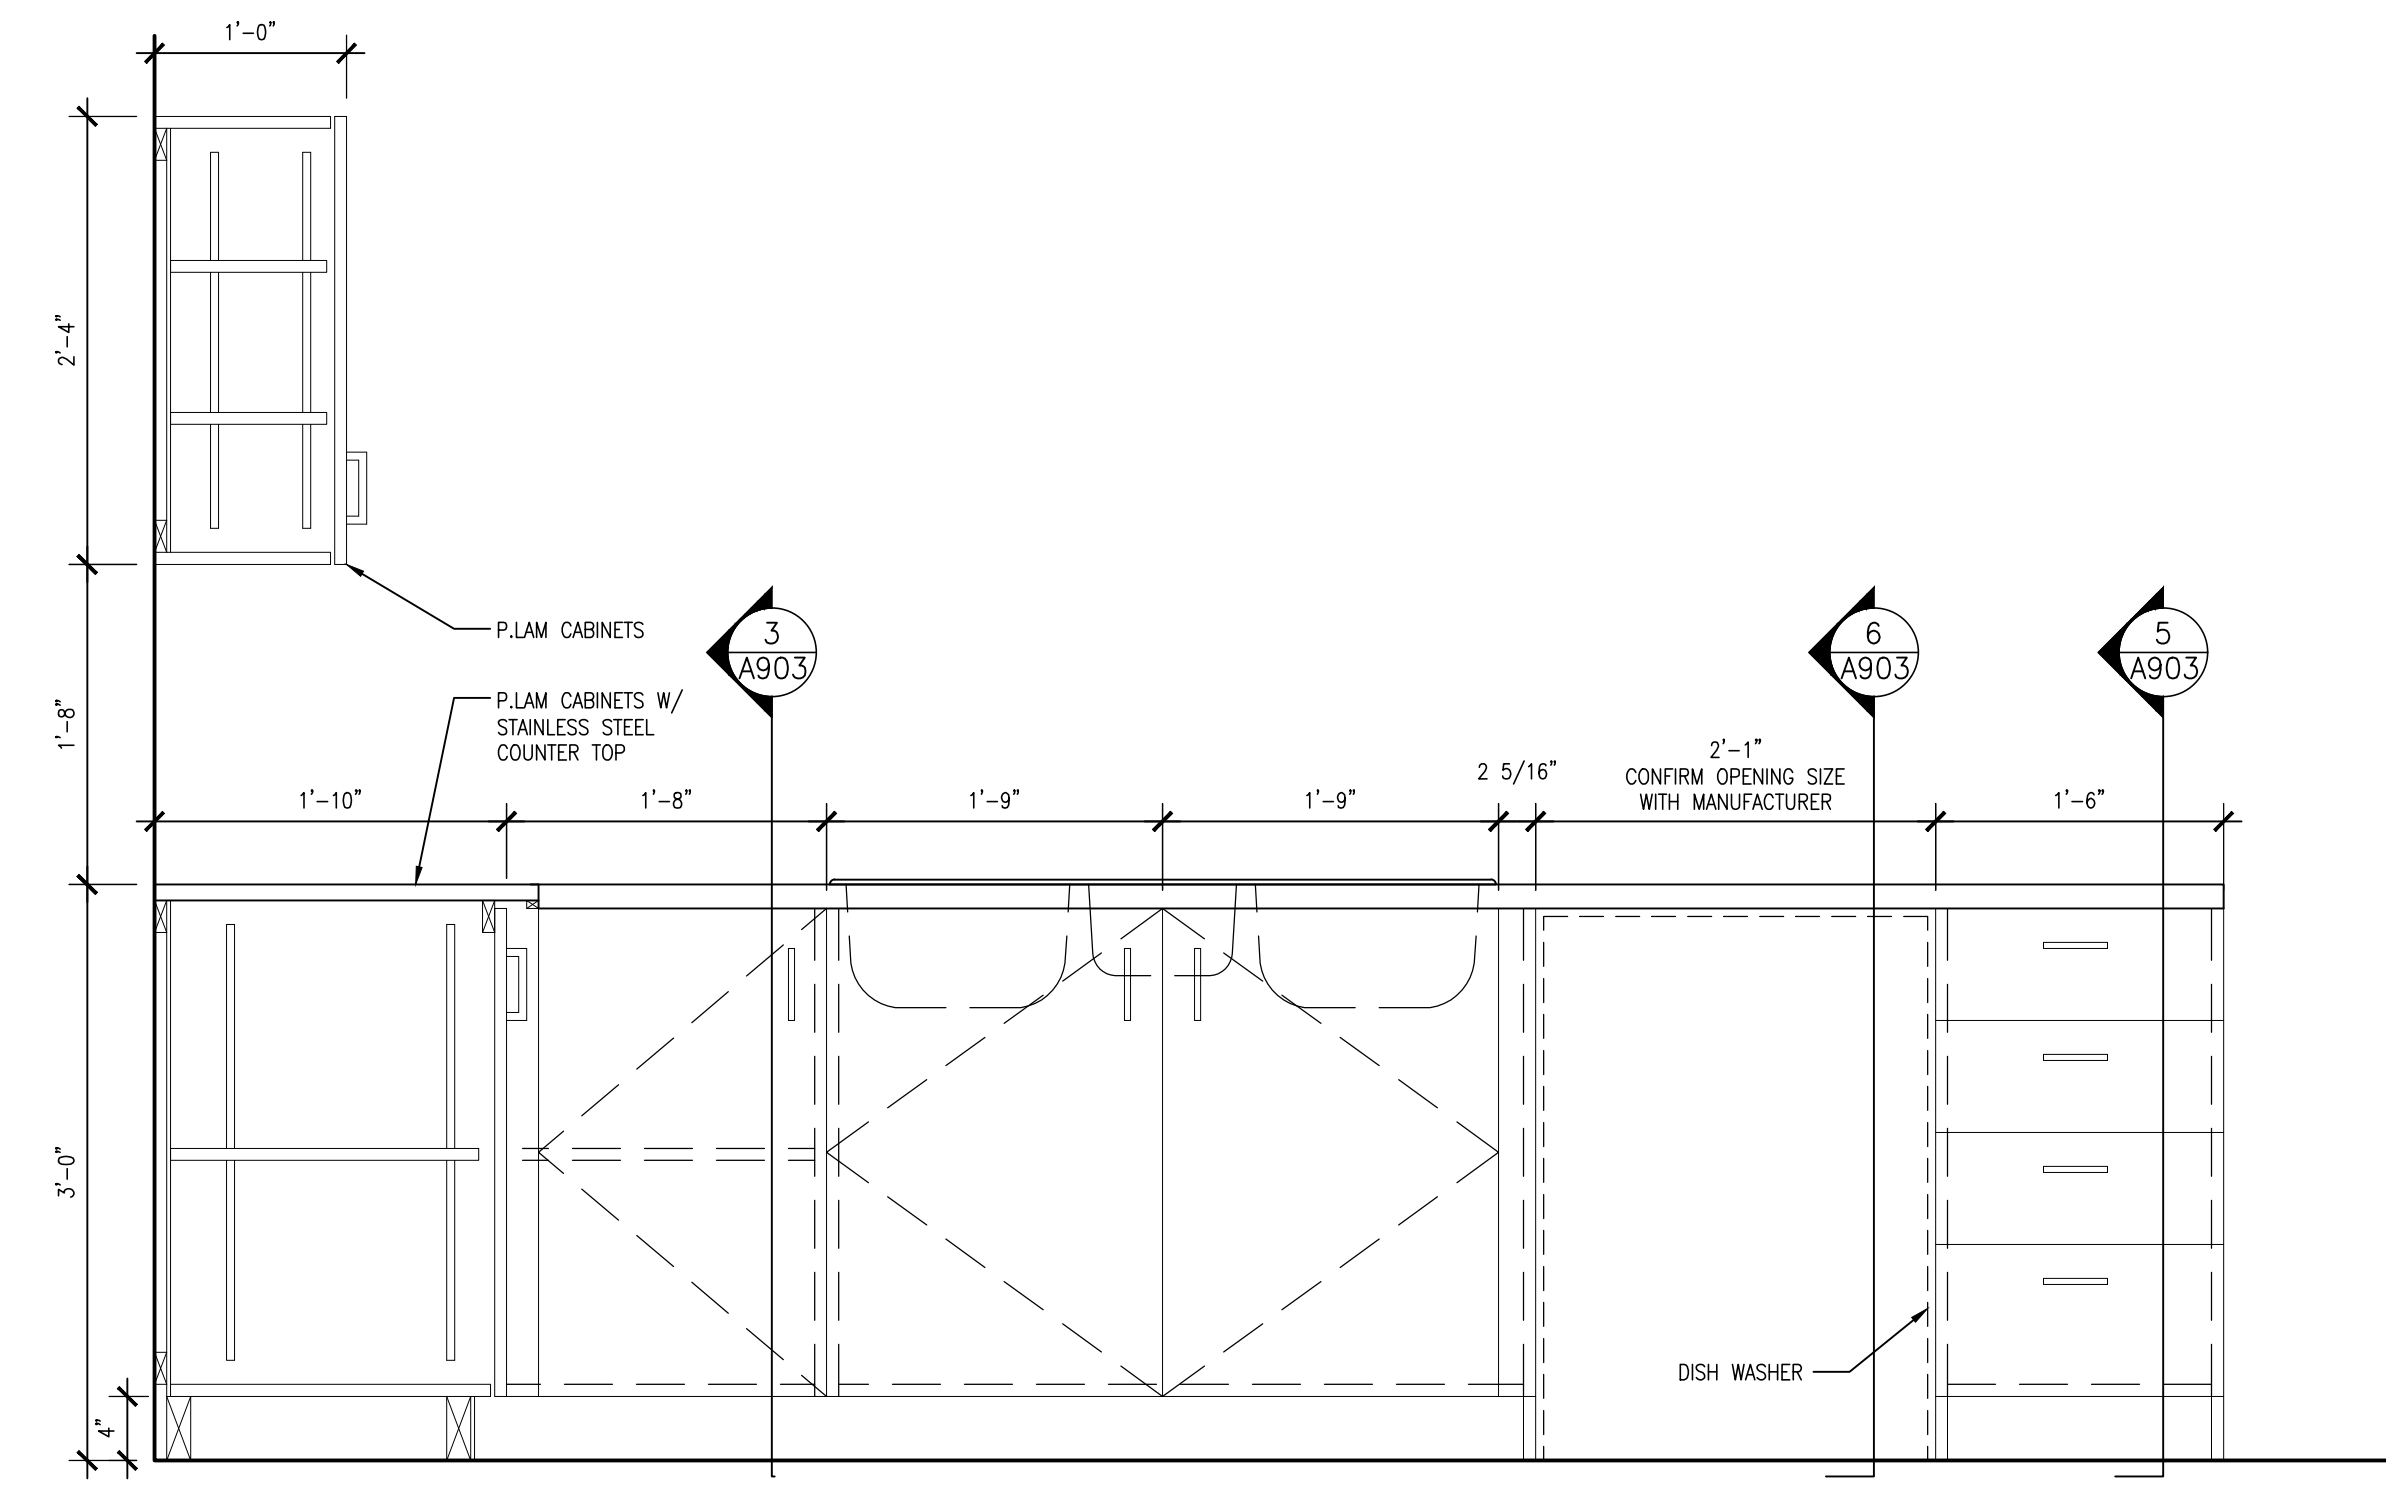 1'-0"
2'-4"
P.LAM CABINETS
3
A903
6
A903
5
A903
1'-8"
P.LAM CABINETS W/
STAINLESS STEEL
COUNTER TOP
1'-10"
1'-8"
1'-9"
1'-9"
2 5/16"
2'-1"
CONFIRM OPENING SIZE
WITH MANUFACTURER
1'-6"
3'-0"
DISH WASHER
4"